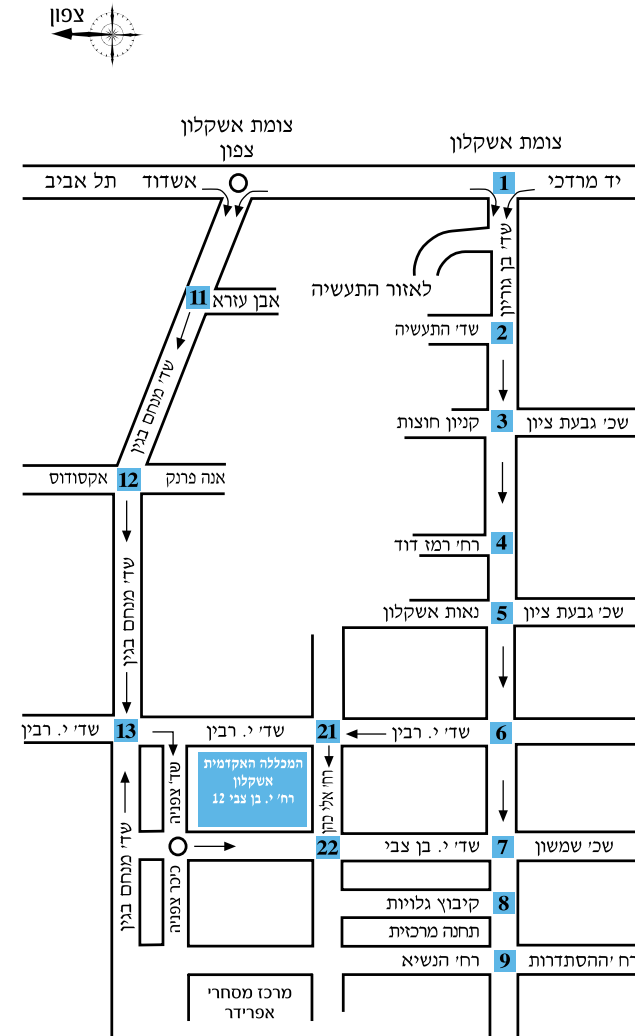 צפון
צומת אשקלון
צפון
צומת אשקלון
יד מרדכי
1
אשדוד
תל אביב
שד׳ בן גוריון
לאזור התעשיה
אבן עזרא
11
שד׳ התעשיה
2
שד׳ מנחם בגין
שכ׳ גבעת ציון
3
קניון חוצות
אנה פרנק
12
אקסודוס
רח׳ רמז דוד
4
שד׳ מנחם בגין
שכ׳ גבעת ציון
5
נאות אשקלון
6
שד׳ י. רבין
21
שד׳ י. רבין
13
שד׳ י. רבין
המכללה האקדמית
אשקלון
רח׳ י. בן צבי 12
רח׳ אלי כהן
שד׳ צפניה
שד׳ מנחם בגין
שכ׳ שמשון
7
שד׳ י. בן צבי
22
כיכר צפניה
8
קיבוץ גלויות
תחנה מרכזית
רח ׳ההסתדרות
9
רח׳ הנשיא
מרכז מסחרי
אפרידר